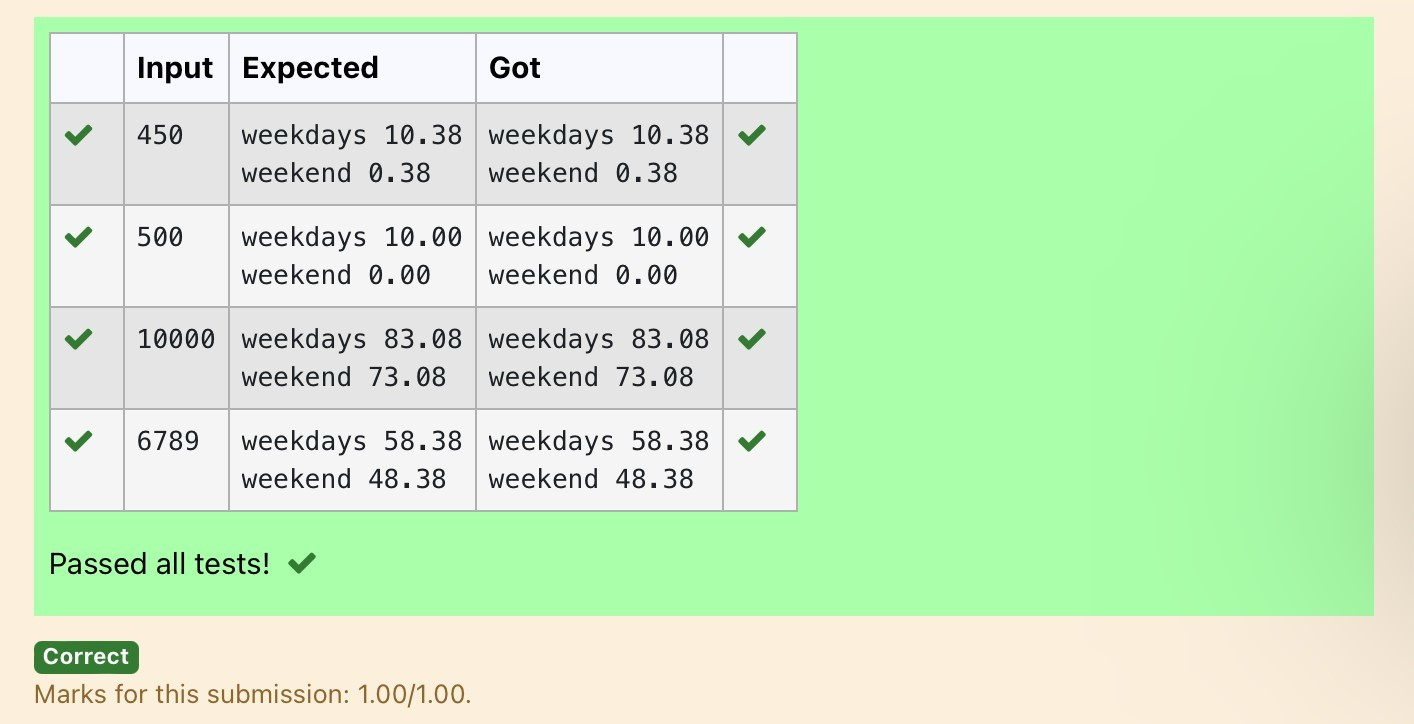 Input Expected Got
450 weekdays 10.38 weekdays 10.38
weekend 0.38 weekend 0.38
500 weekdays 10.00 weekdays 10.00
weekend 0.00 weekend 0.00
10000 weekdays 83.08 weekdays 83.08
weekend 73.08 weekend 73.08
6789 weekdays 58.38 weekdays 58.38
weekend 48.38 weekend 48.38
Passed all tests!
Correct
Marks for this submission: 1.00/1.00.